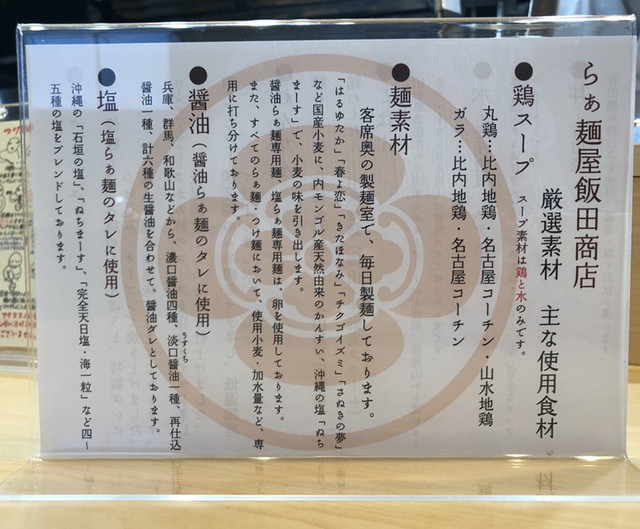 らぁ麺屋飯田商店
厳選素材 主な使用食材。
●鶏スープ スープ素材は鶏と水のみです。
丸鶏…比内地鶏・名古屋コーチン・山水地鶏
ガラ…比内地鶏・名古屋コーチン
●麺素材
客席奥の製麺室で、毎日製麺しております。
「はるゆたか」「春よ恋」「きたほなみ」「チクゴイズミ」「さぬきの夢」
など国産小麦に、内モンゴル産天然由来のかんすい、沖縄の塩「ぬち
まーす」で、小麦の味を引き出します。
醤油らぁ麺専用麺、塩らぁ麺専用麺は、卵を使用しております。
また、すべてのらぁ麺・つけ麺において、使用小麦・加水量など、専
用に打ち分けております。
●醤油（醤油らぁ麺のタレに使用）
兵庫、群馬、和歌山などから、濃口醤油四種、淡口醤油一種、再仕込
うすくち
醤油一種、計六種の生醤油を合わせて、醤油ダレとしております。
●塩（塩らぁ麺のタレに使用）
沖縄の「石垣の塩」、「ぬちまーす」、「完全天日塩・海一粒」など四～
五種の塩をブレンドしております。